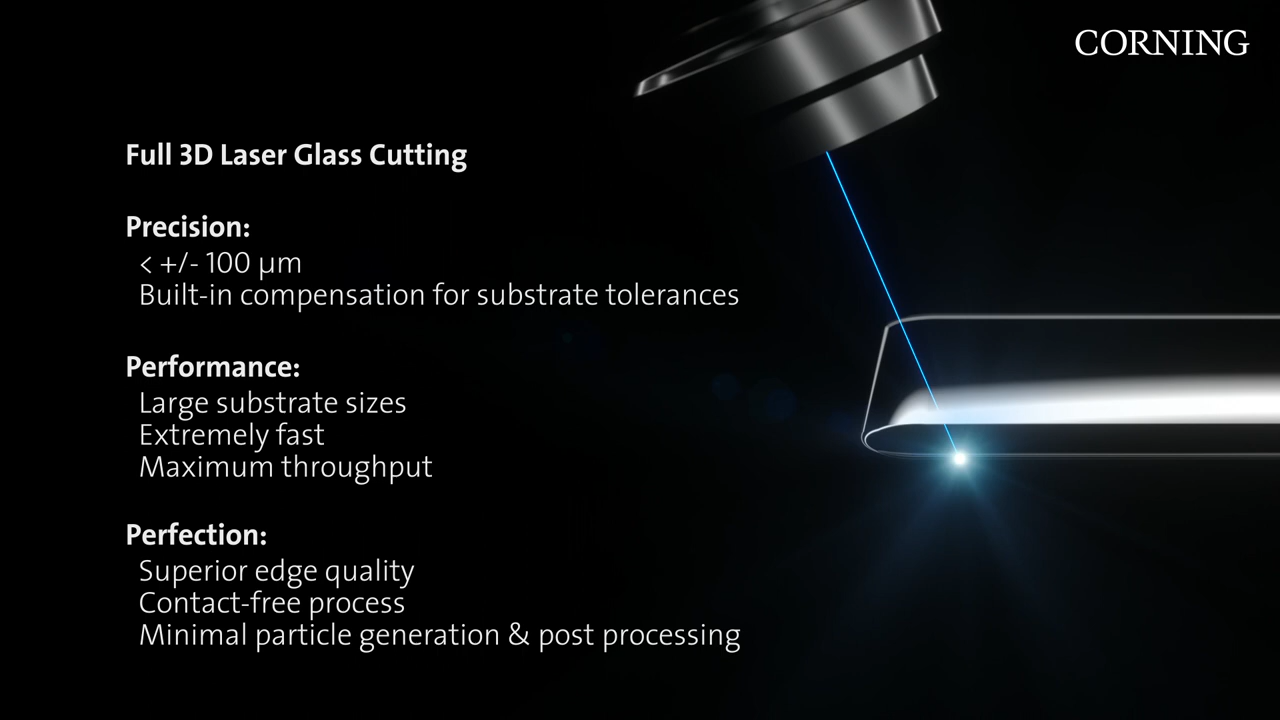 CORNING
Full 3D Laser Glass Cutting
Precision:
< +/- 100 µm
Built-in compensation for substrate tolerances
Performance:
Large substrate sizes
Extremely fast
Maximum throughput
Perfection:
Superior edge quality
Contact-free process
Minimal particle generation & post processing